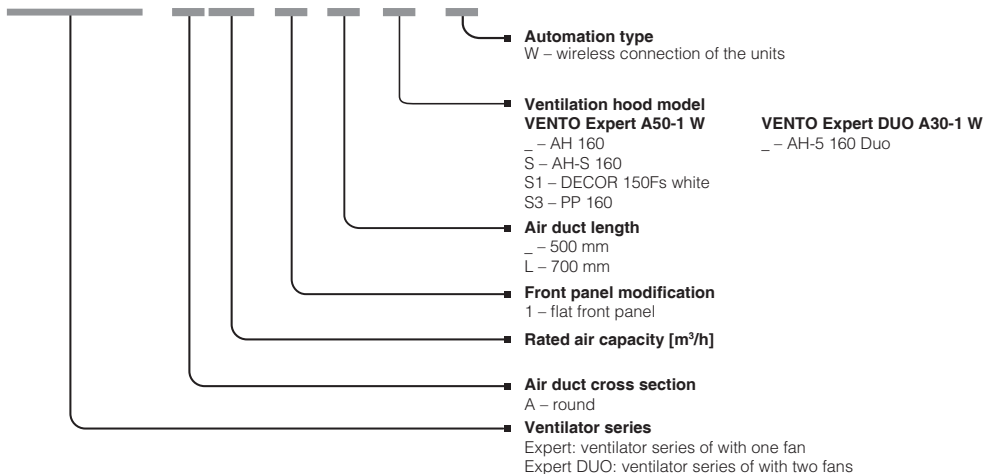 Automation type
W – wireless connection of the units
Ventilation hood model
VENTO Expert A50-1 W
_ – AH 160
S – AH-S 160
S1 – DECOR 150Fs white
S3 – PP 160
VENTO Expert DUO A30-1 W
_ – AH-5 160 Duo
Air duct length
_ – 500 mm
L – 700 mm
Front panel modification
1 – flat front panel
Rated air capacity [m³/h]
Air duct cross section
A – round
Ventilator series
Expert: ventilator series of with one fan
Expert DUO: ventilator series of with two fans